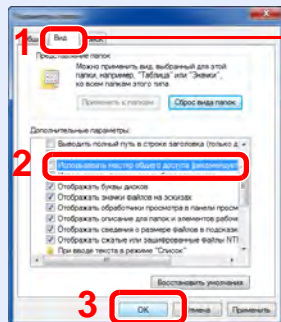 1
Вид
Представление папок
Можно применить вид, выбранный для этой
папки, например, "Таблица" или "Значки",
ко всем папкам этого типа.
Применить к папкам
Сброс вида папок
Дополнительные параметры:
Выводить полный путь в строке заголовка (только д
2
Использовать мастер общего доступа
Отображать буквы дисков
Отображать значки файлов на эскизах
Отображать обработчики просмотра в панели просм
Отображать описание для папок и элементов рабоче
Отображать сведения о размере файлов в подсказк
Отображать сжатые или зашифрованные файлы NTF
При вводе текста в режиме "Список"
Восстановить умолчания
3
ОК
Отмена
Применить